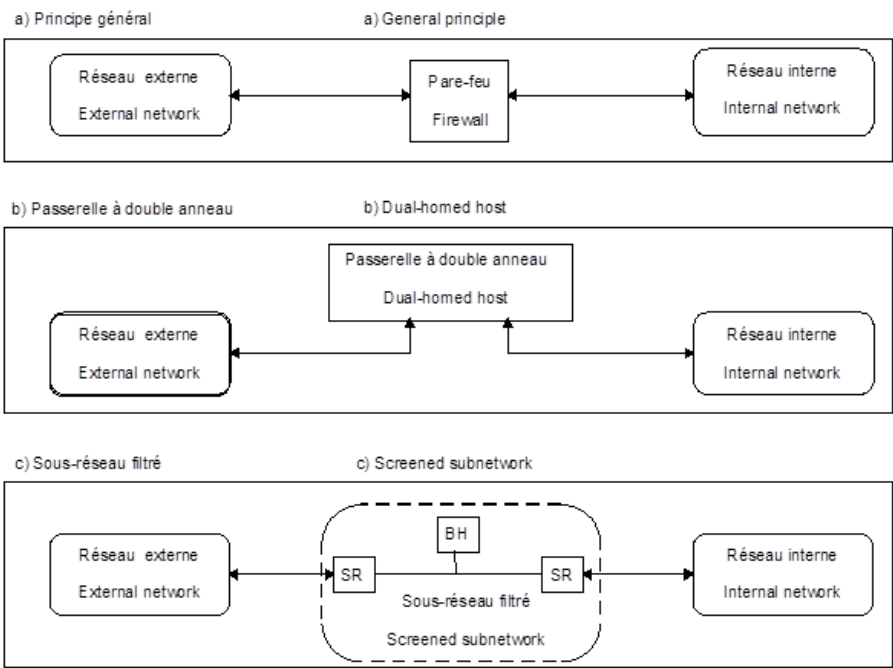 a) Principe général
a) General principle
Réseau externe
External network
Pare-feu
Firewall
Réseau interne
Internal network
b) Passerelle à double anneau
b) Dual-homed host
Passerelle à double anneau
Dual-homed host
Réseau externe
External network
Réseau interne
Internal network
c) Sous-réseau filtré
c) Screened subnetwork
Réseau externe
External network
SR
BH
SR
Sous-réseau filtré
Screened subnetwork
Réseau interne
Internal network